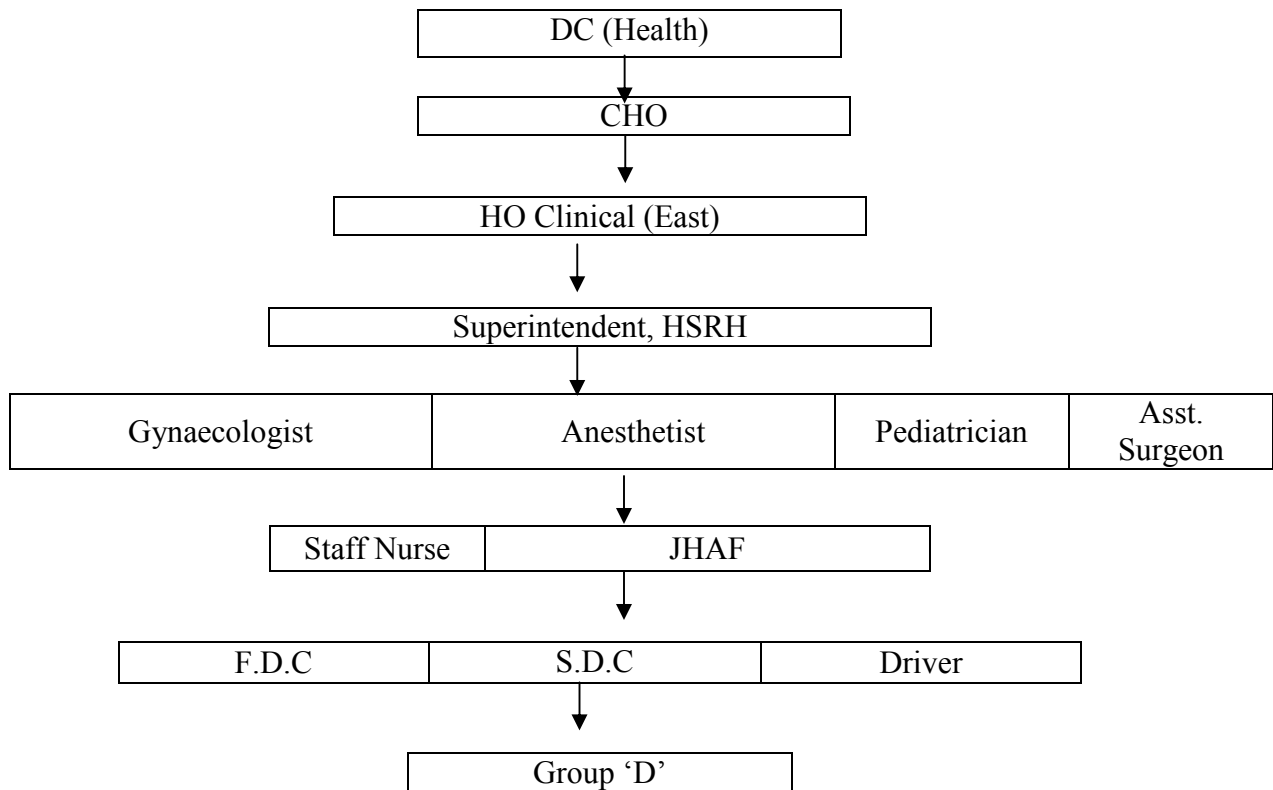 DC (Health)
CHO
HO Clinical (East)
Superintendent, HSRH
Gynaecologist
Anesthetist
Pediatrician
Asst.
Surgeon
Staff Nurse
JHAF
F.D.C
S.D.C
Driver
Group ‘D’